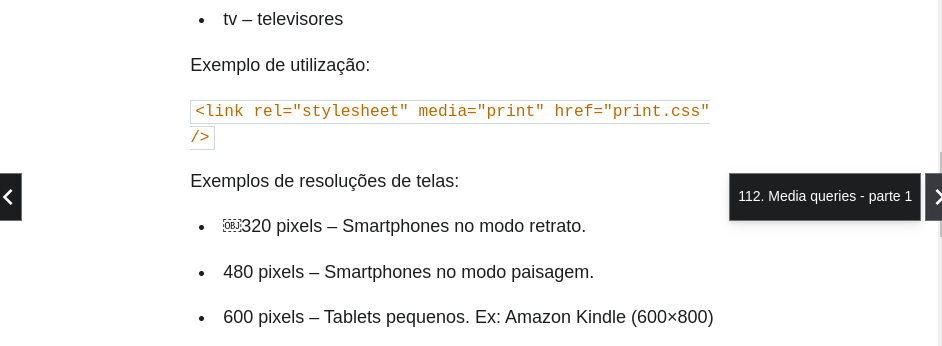 • tv – televisores
Exemplo de utilização:
<link rel="stylesheet" media="print" href="print.css"
/>
Exemplos de resoluções de telas:
112. Media queries - parte 1
• ￼320 pixels – Smartphones no modo retrato.
• 480 pixels – Smartphones no modo paisagem.
• 600 pixels – Tablets pequenos. Ex: Amazon Kindle (600×800)